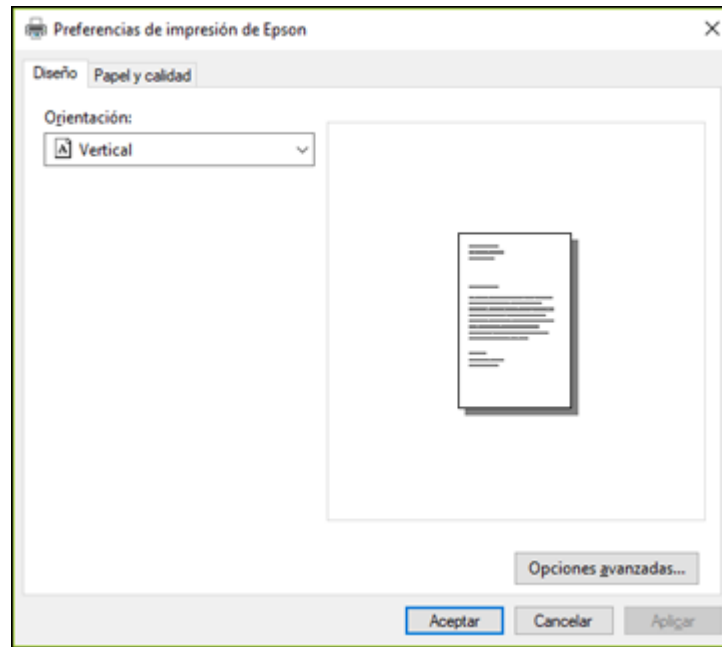 Preferencias de impresión de Epson
Diseño
Papel y calidad
Orientación:
Vertical
Opciones avanzadas...
Aceptar
Cancelar
Aplicar